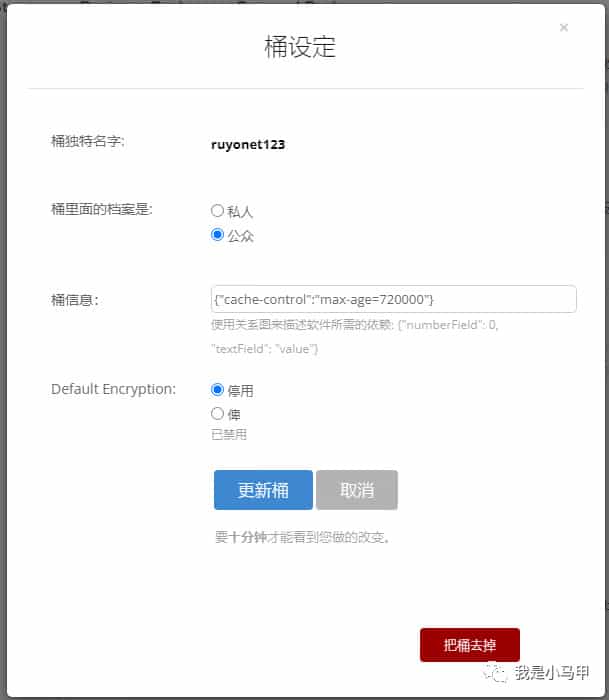 ×
桶设定
桶独特名字:
ruyonet123
桶里面的档案是:
私人
公众
桶信息:
{"cache-control":"max-age=720000"}
使用关系图来描述软件所需的依赖: {"numberField": 0,
"textField": "value"}
Default Encryption:
停用
俾
已禁用
更新桶
取消
要十分钟才能看到您做的改变。
把桶去掉
我是小马甲